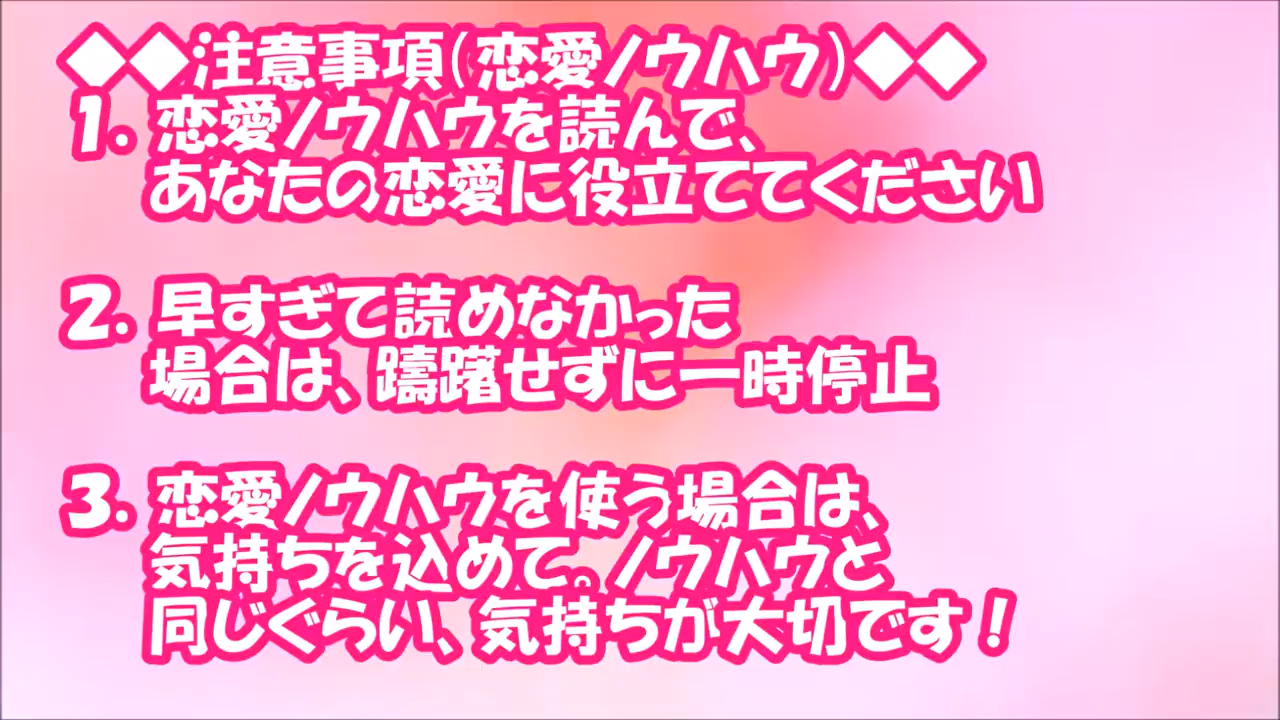 ◆◆注意事項(恋愛ノウハウ)◆◆
1. 恋愛ノウハウを読んで、
あなたの恋愛に役立ててください
2. 早すぎて読めなかった
場合は、躊躇せずに一時停止
3. 恋愛ノウハウを使う場合は、
気持ちを込めて。ノウハウと
同じぐらい、気持ちが大切です！